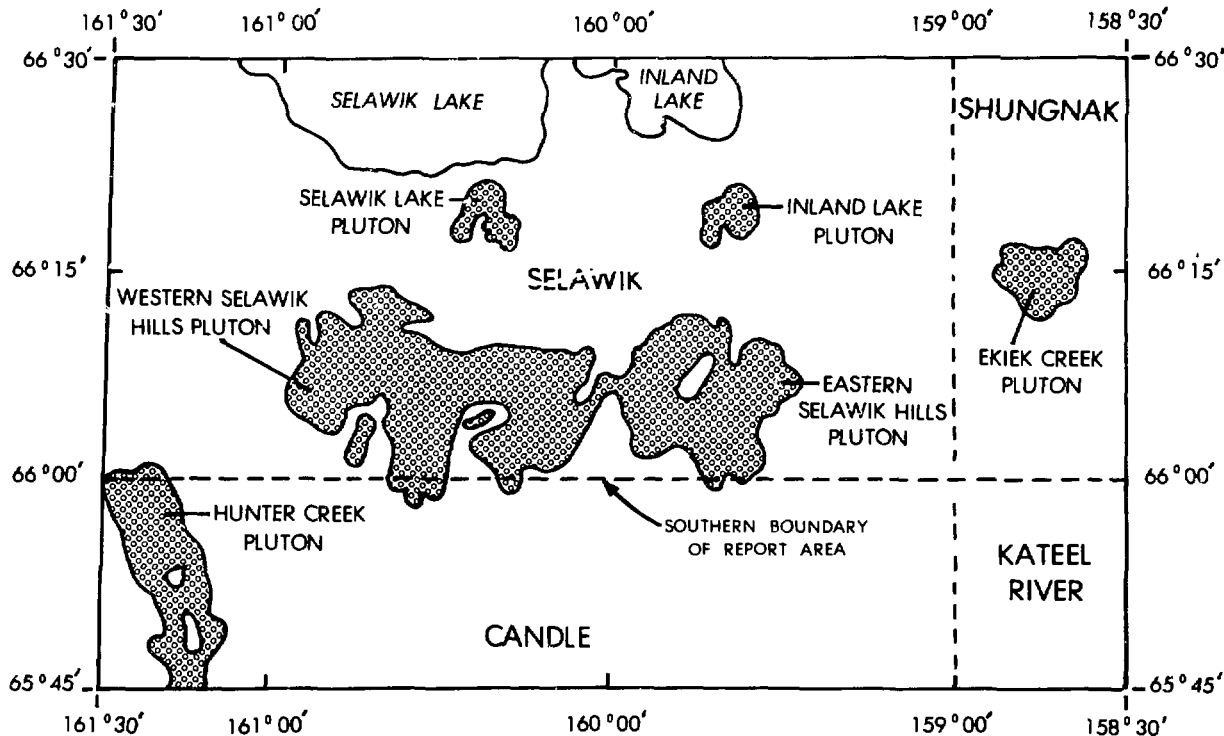 161°30′ 161°00′ 160°00′ 159°00′ 158°30′
66°30′ 66°30′
SELAWIK LAKE
INLAND
LAKE
SHUNGNAK
SELAWIK LAKE
PLUTON
INLAND LAKE
PLUTON
66°15′ 66°15′
SELAWIK
WESTERN SELAWIK
HILLS PLUTON
EKIEK CREEK
PLUTON
EASTERN
SELAWIK HILLS
PLUTON
66°00′ 66°00′
HUNTER CREEK
PLUTON
SOUTHERN BOUNDARY
OF REPORT AREA
KATEEL
RIVER
CANDLE
65°45′ 65°45′
161°30′ 161°00′ 160°00′ 159°00′ 158°30′